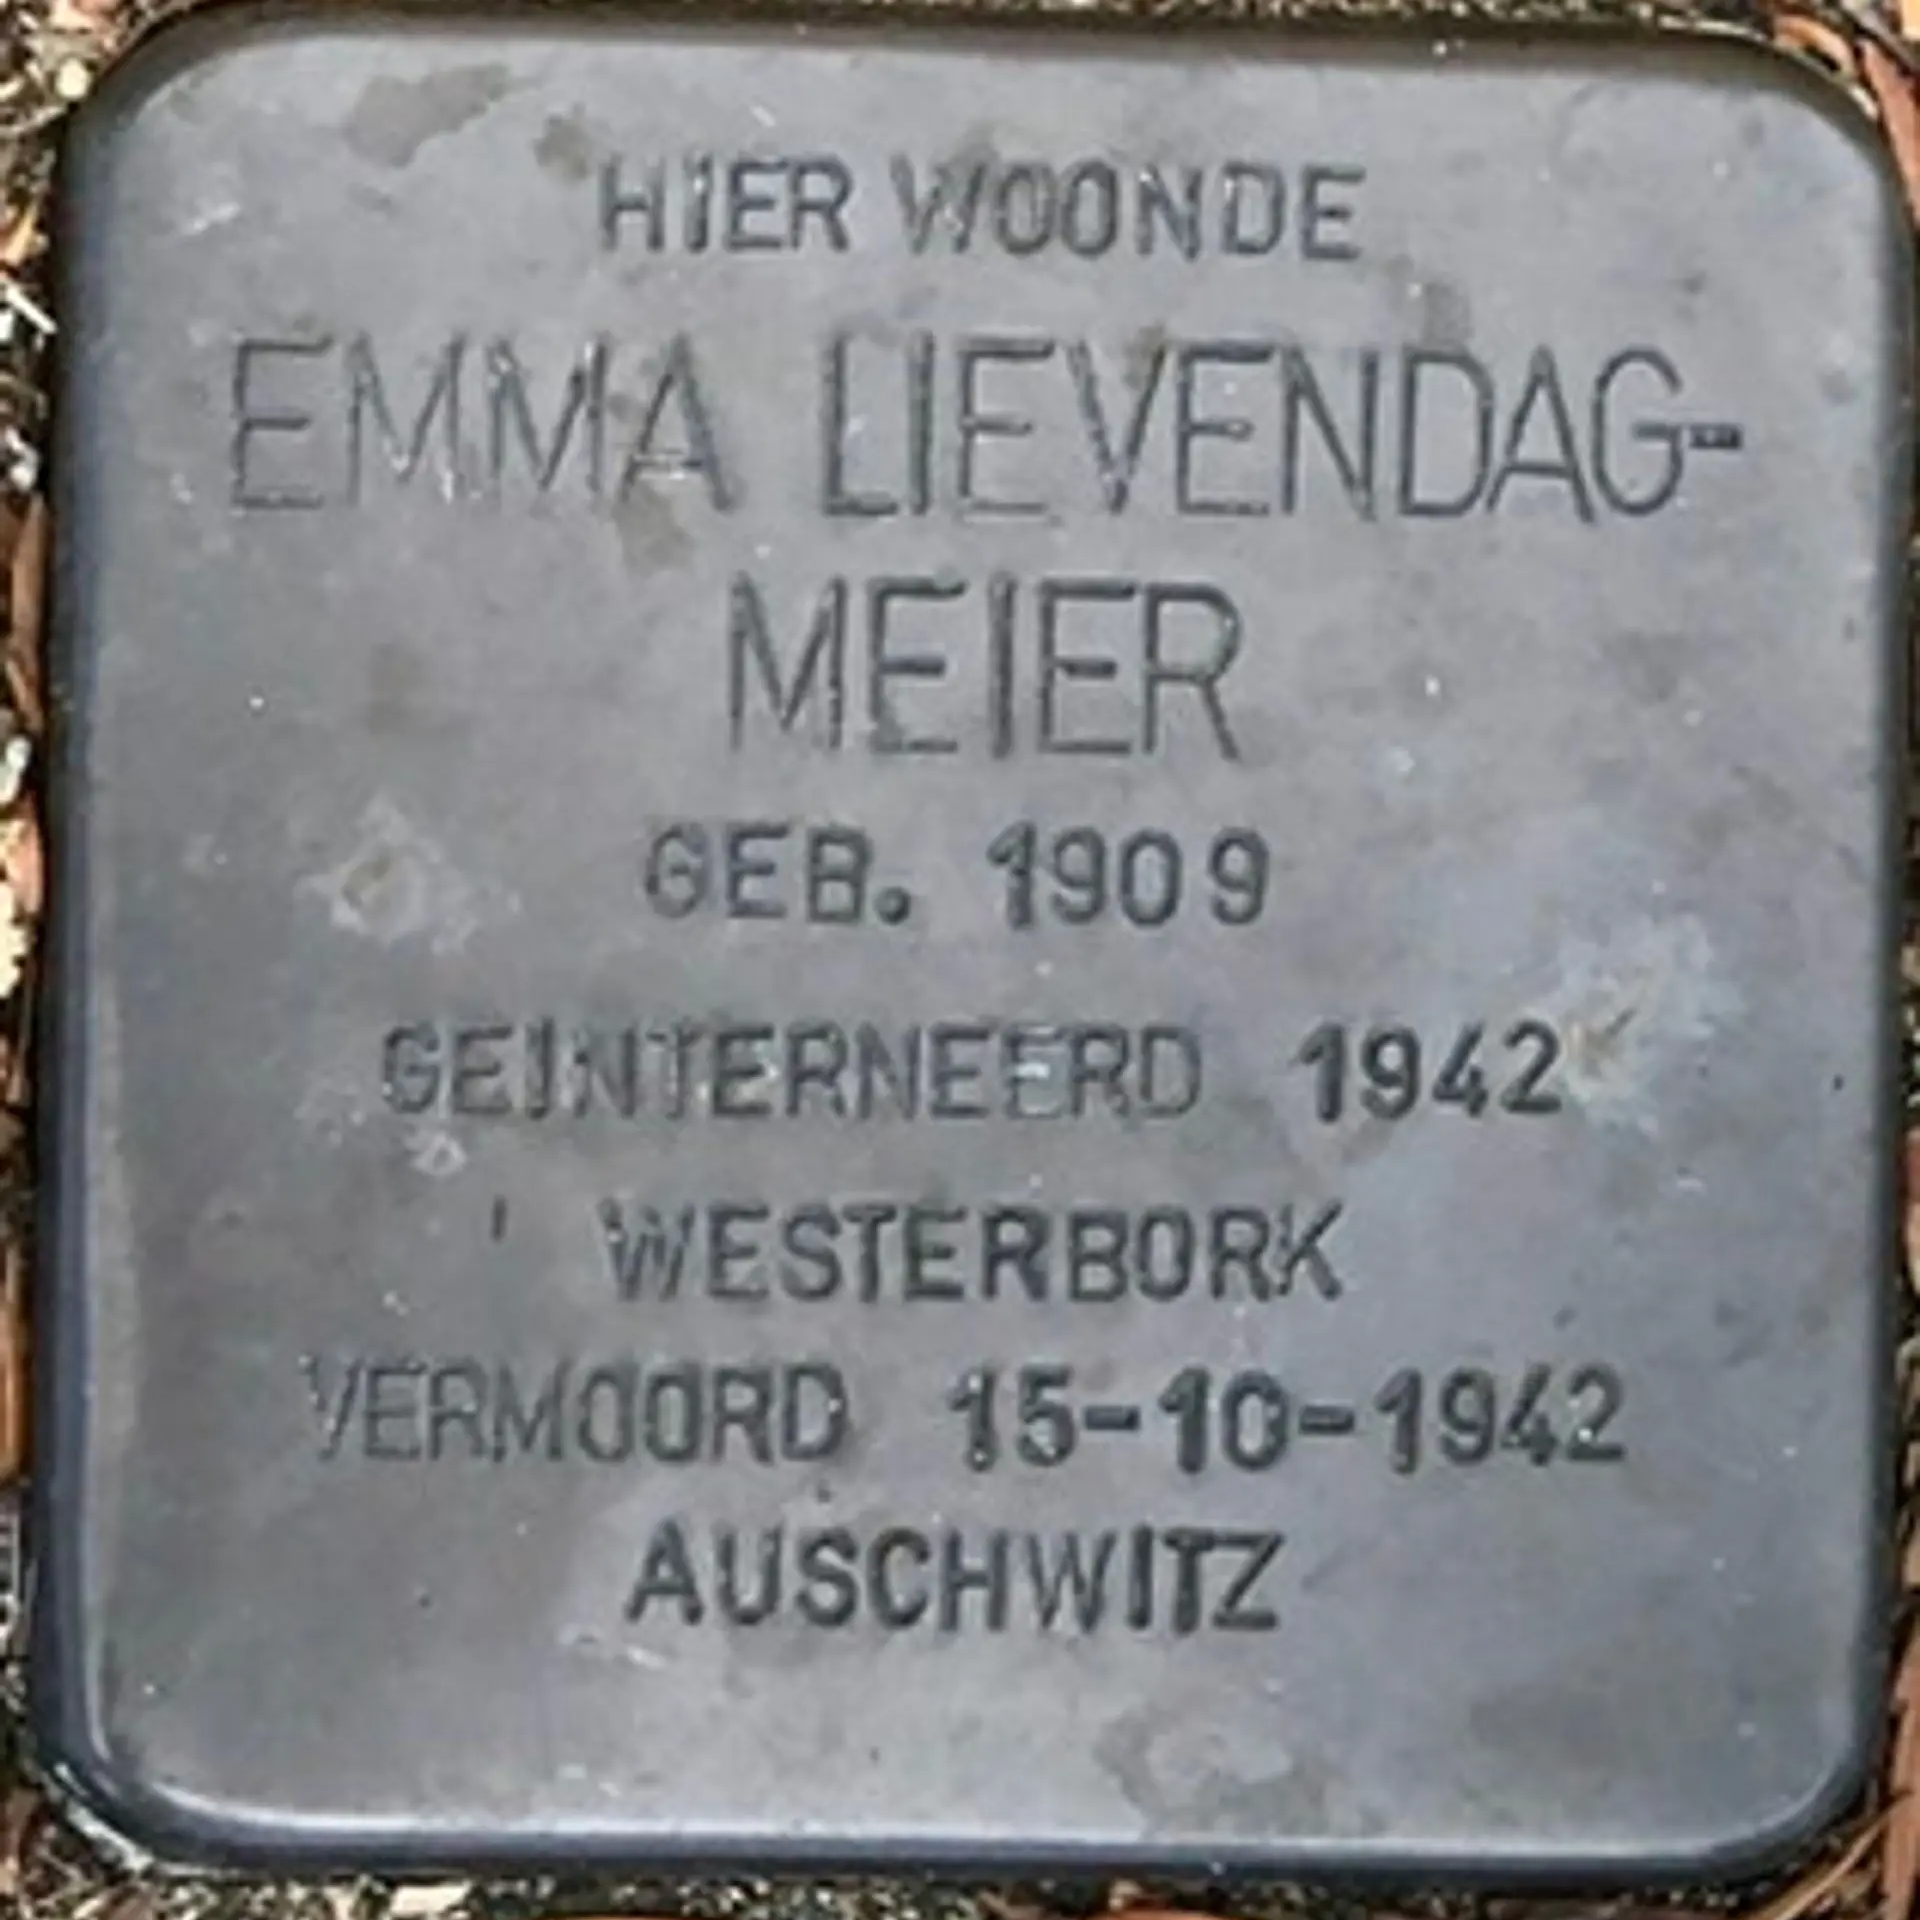 HIER WOONDE
EMMA LIEVENDAG-
MEIER
GEB. 1909
GEINTERNEERD 1942
WESTERBORK
VERMOORD 15-10-1942
AUSCHWITZ